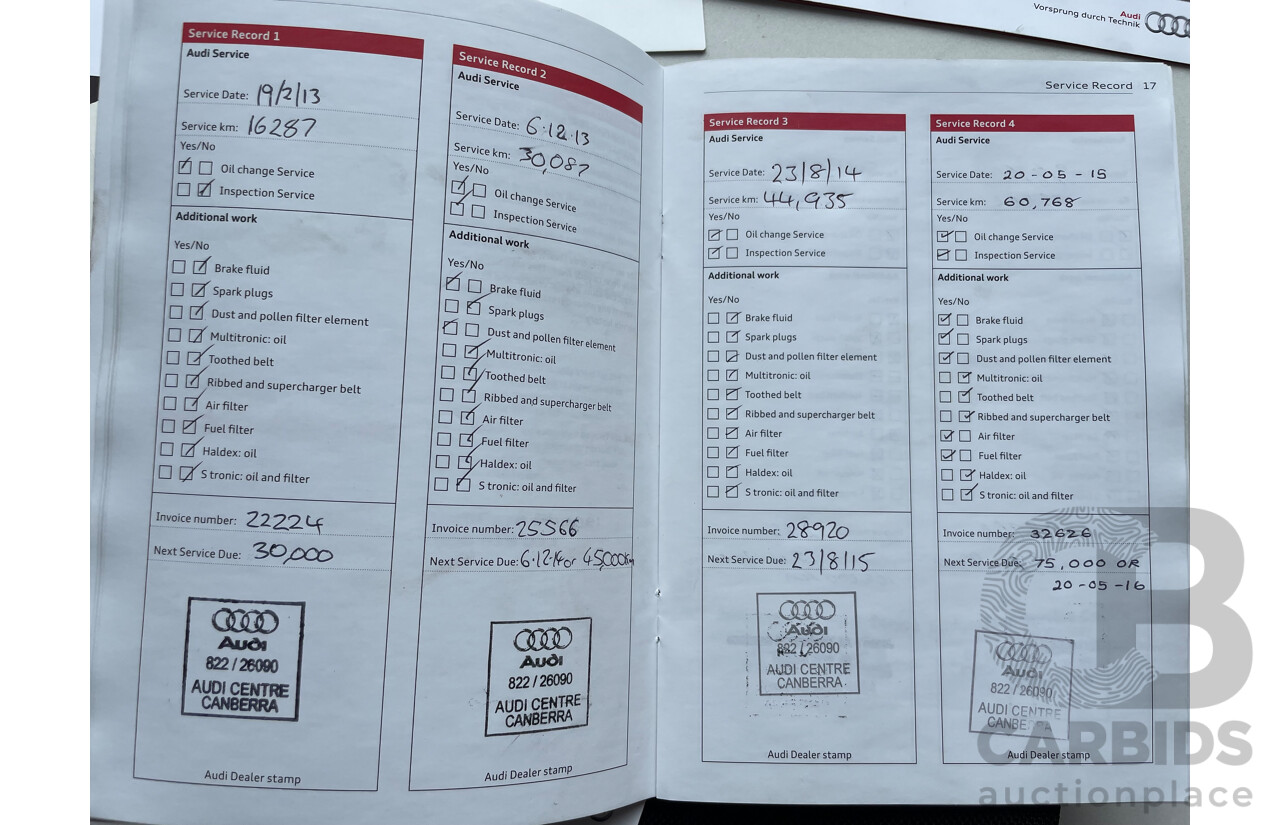 Audi
Vorsprung durch Technik
Service Record 1
Audi Service
Service Date: 19/2/13
Service km: 16287
Yes/No
Oil change Service
Inspection Service
Additional work
Yes/No
Brake fluid
Spark plugs
Dust and pollen filter element
Multitronic: oil
Toothed belt
Ribbed and supercharger belt
Air filter
Fuel filter
Haldex: oil
S tronic: oil and filter
Invoice number: 22224
Next Service Due: 30,000
Audi
822 / 26090
AUDI CENTRE
CANBERRA
Audi Dealer stamp
Service Record 2
Audi Service
Service Date: 6.12.13
Service km: 30,087
Yes/No
Oil change Service
Inspection Service
Additional work
Yes/No
Brake fluid
Spark plugs
Dust and pollen filter element
Multitronic: oil
Toothed belt
Ribbed and supercharger belt
Air filter
Fuel filter
Haldex: oil
S tronic: oil and filter
Invoice number: 25566
Next Service Due: 6.12.14 or 45,000km
Audi
822 / 26090
AUDI CENTRE
CANBERRA
Audi Dealer stamp
Service Record 17
Service Record 3
Audi Service
Service Date: 23/8/14
Service km: 44,935
Yes/No
Oil change Service
Inspection Service
Additional work
Yes/No
Brake fluid
Spark plugs
Dust and pollen filter element
Multitronic: oil
Toothed belt
Ribbed and supercharger belt
Air filter
Fuel filter
Haldex: oil
S tronic: oil and filter
Invoice number: 28920
Next Service Due: 23/8/15
Audi
822 / 26090
AUDI CENTRE
CANBERRA
Audi Dealer stamp
Service Record 4
Audi Service
Service Date: 20-05-15
Service km: 60,768
Yes/No
Oil change Service
Inspection Service
Additional work
Yes/No
Brake fluid
Spark plugs
Dust and pollen filter element
Multitronic: oil
Toothed belt
Ribbed and supercharger belt
Air filter
Fuel filter
Haldex: oil
S tronic: oil and filter
Invoice number: 32626
Next Service Due: 75,000 OR
20-05-16
Audi
822 / 26090
AUDI CENTRE
CANBERRA
Audi Dealer stamp
CB
CARBIDS
auctionplace